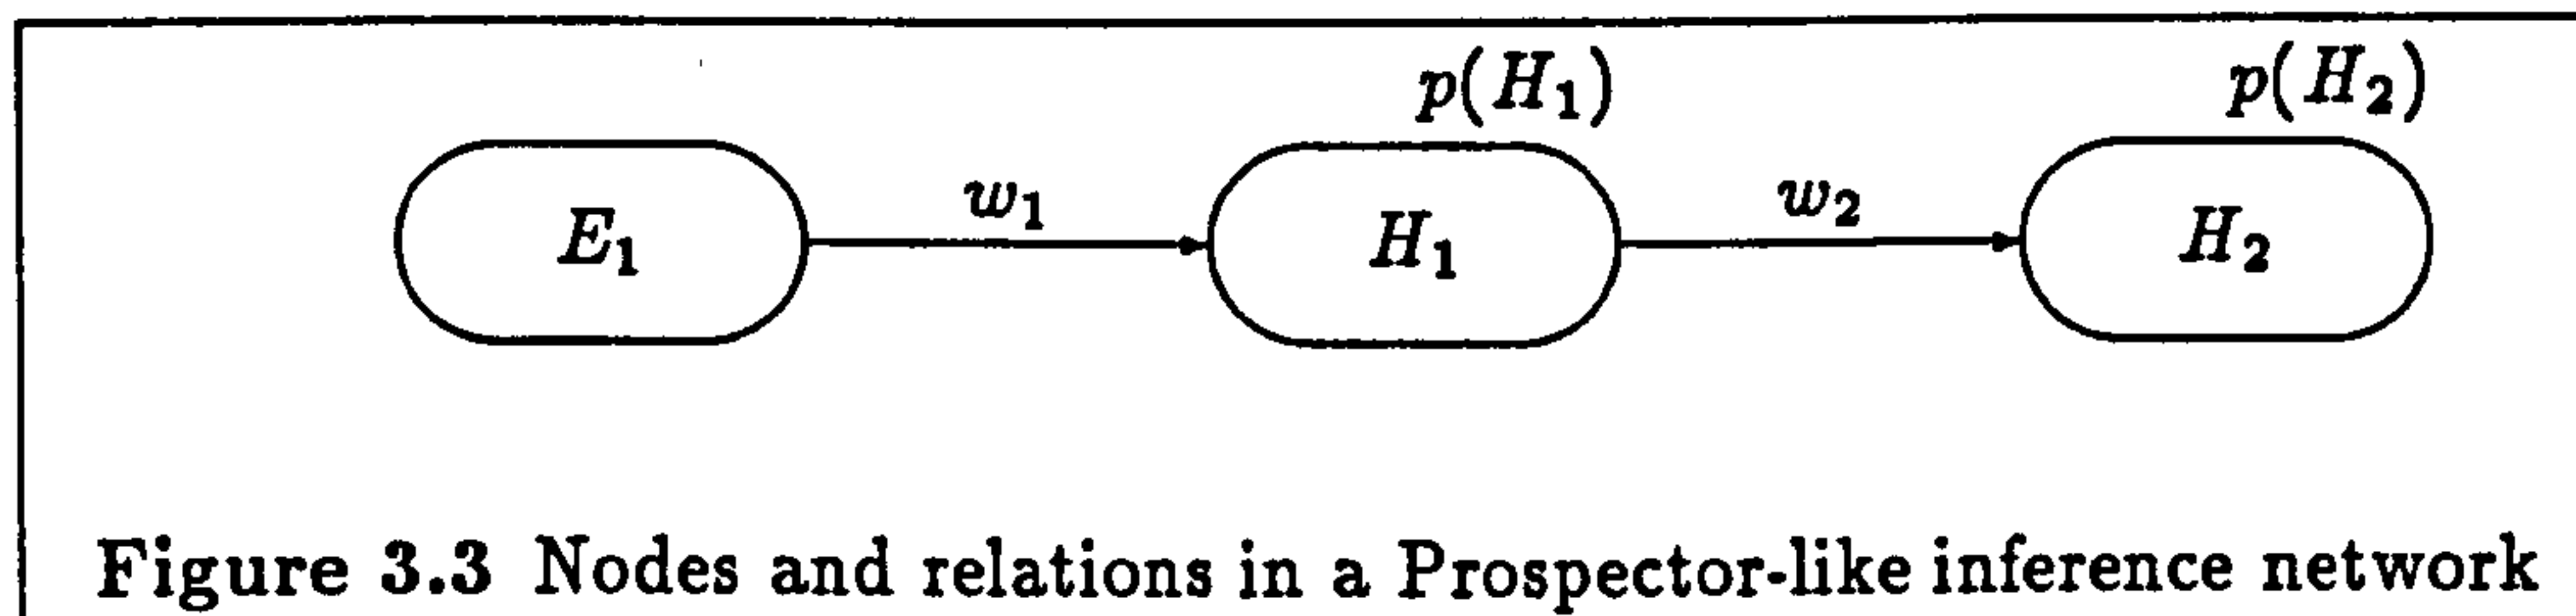 p(H₁) p(H₂)
w₁ w₂
E₁ H₁ H₂
Figure 3.3 Nodes and relations in a Prospector-like inference network